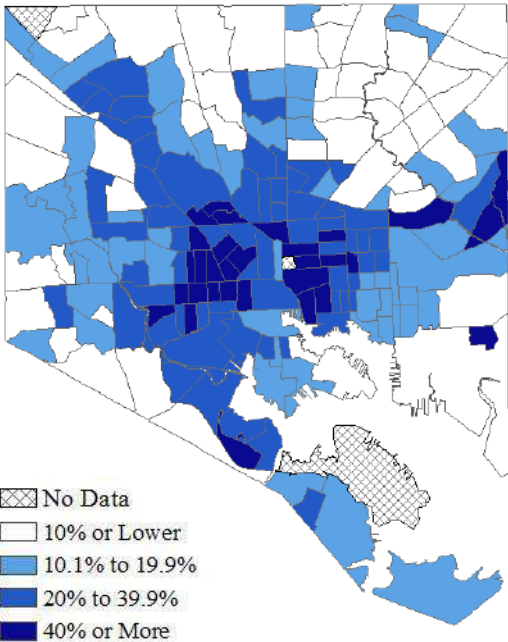 No Data
10% or Lower
10.1% to 19.9%
20% to 39.9%
40% or More